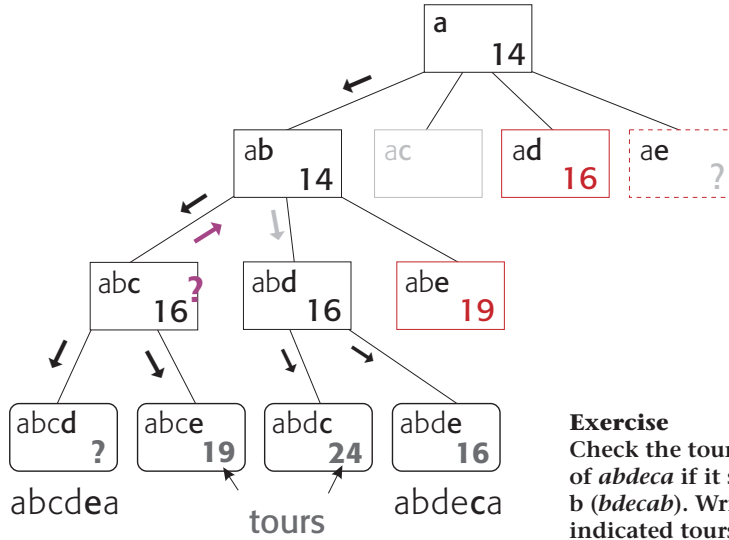 a
14
ab
14
ac
ad
16
ae
?
abc
16
?
abd
16
abe
19
abcd
?
abce
19
abdc
24
abde
16
abcdea
tours
abdeca
Exercise
Check the tour
of abdeca if it s
b (bdecab). Wri
indicated tours